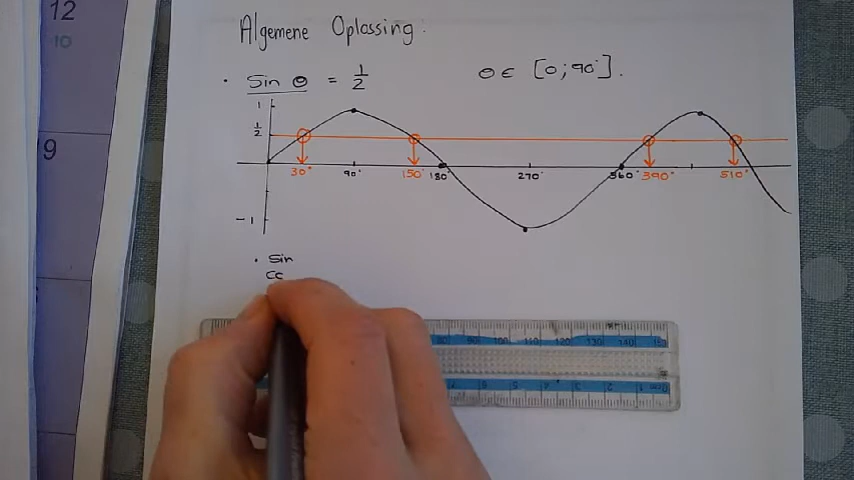 12
10
9
Algemene Oplossing.
· Sin θ = 1/2 θ ∈ [0; 90°].
1
1/2
30° 90° 150° 180° 270° 360° 390° 510°
-1
· Sin